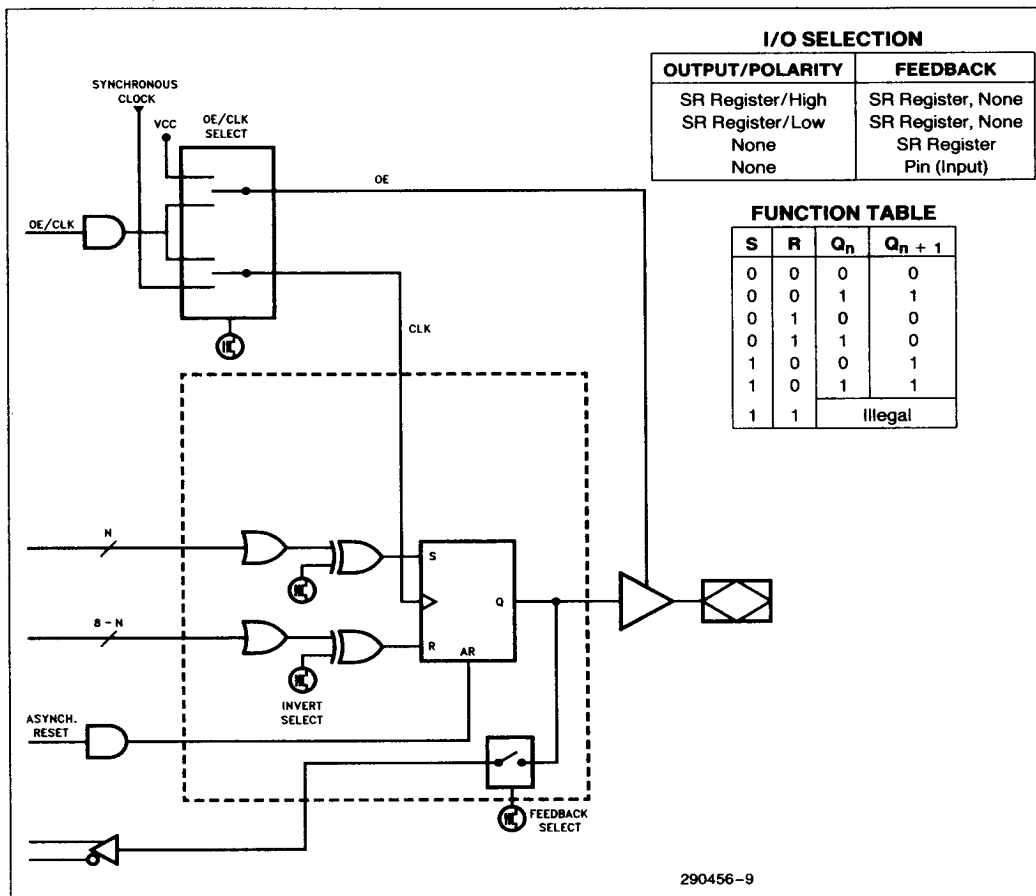 I/O SELECTION
OUTPUT/POLARITY FEEDBACK
SR Register/High SR Register, None
SR Register/Low SR Register, None
None SR Register
None Pin (Input)
FUNCTION TABLE
S R Qn Qn + 1
0 0 0 0
0 0 1 1
0 1 0 0
0 1 1 0
1 0 0 1
1 0 1 1
1 1 Illegal
SYNCHRONOUS
CLOCK
VCC
OE/CLK
SELECT
OE
OE/CLK
CLK
N
S
Q
8 - N
R
AR
INVERT
SELECT
ASYNCH.
RESET
FEEDBACK
SELECT
290456-9